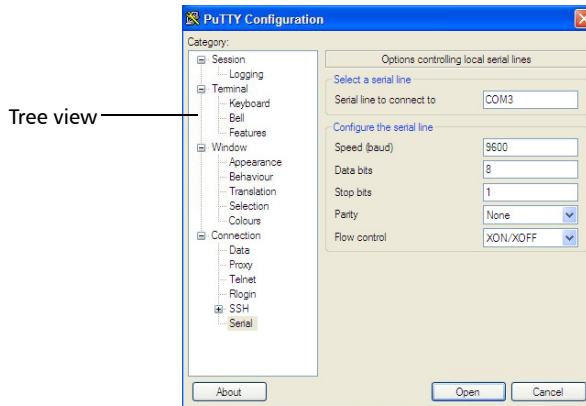 PuTTY Configuration
Category:
Session
Logging
Terminal
Keyboard
Bell
Features
Window
Appearance
Behaviour
Translation
Selection
Colours
Connection
Data
Proxy
Telnet
Rlogin
SSH
Serial
Tree view
Options controlling local serial lines
Select a serial line
Serial line to connect to COM3
Configure the serial line
Speed (baud) 9600
Data bits 8
Stop bits 1
Parity None
Flow control XON/XOFF
About Open Cancel